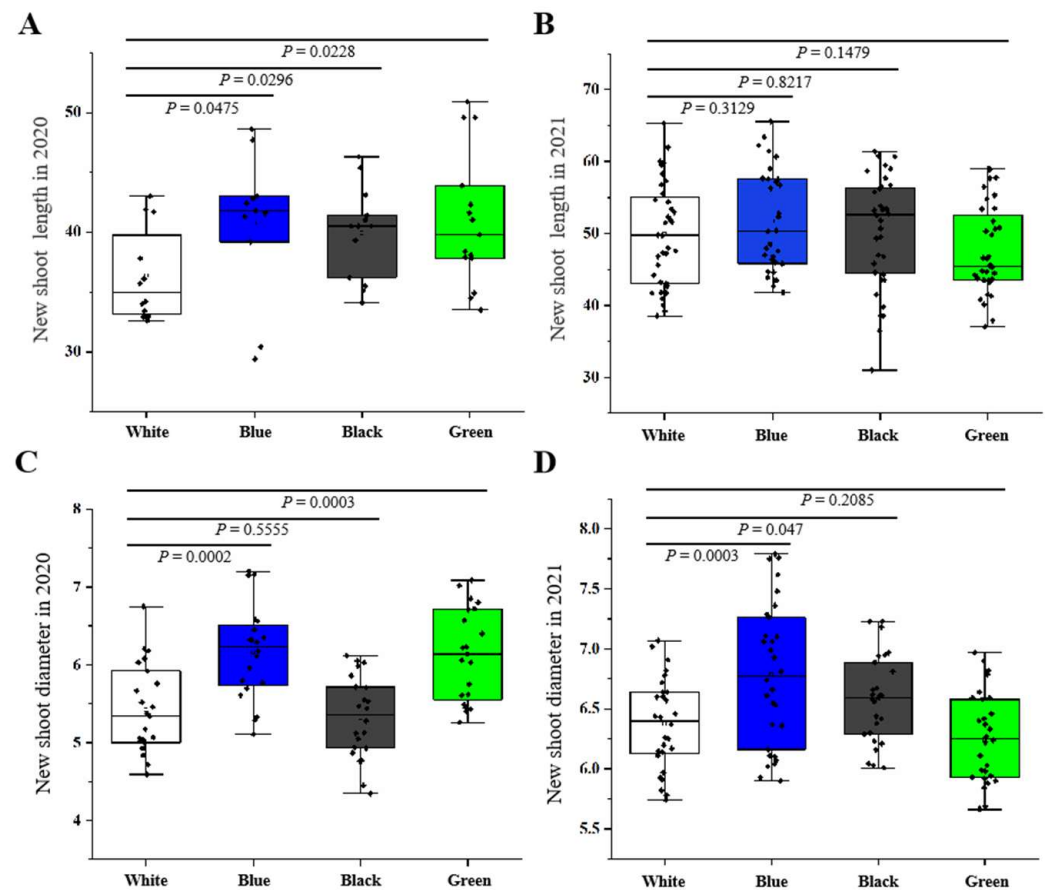 A
P = 0.0228
P = 0.0296
P = 0.0475
New shoot length in 2020
50
40
30
White Blue Black Green
B
P = 0.1479
P = 0.8217
P = 0.3129
New shoot length in 2021
70
60
50
40
30
White Blue Black Green
C
P = 0.0003
P = 0.5555
P = 0.0002
New shoot diameter in 2020
8
7
6
5
4
White Blue Black Green
D
P = 0.2085
P = 0.047
P = 0.0003
New shoot diameter in 2021
8.0
7.5
7.0
6.5
6.0
5.5
White Blue Black Green